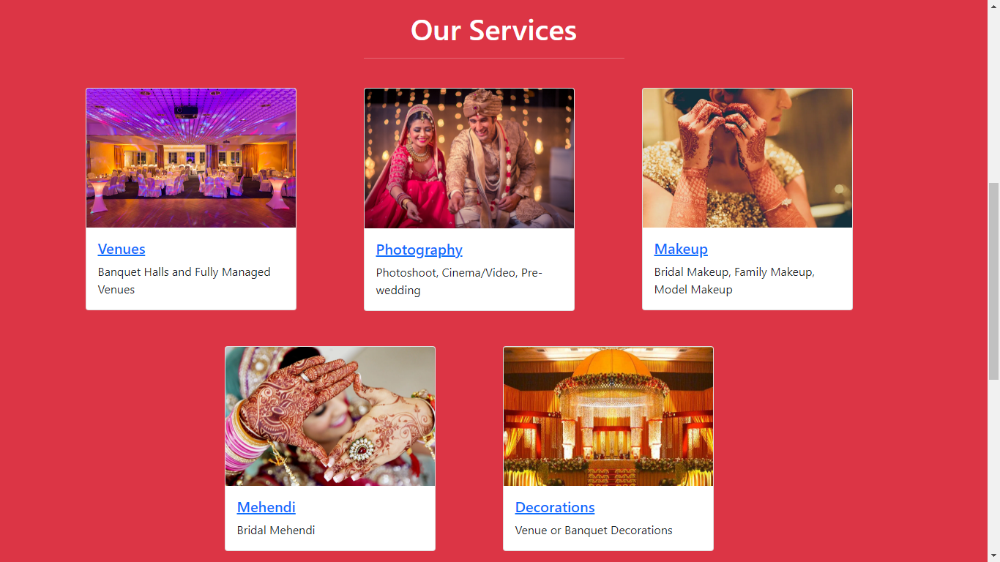 Our Services
Venues
Banquet Halls and Fully Managed
Venues
Photography
Photoshoot, Cinema/Video, Pre-
wedding
Makeup
Bridal Makeup, Family Makeup,
Model Makeup
Mehendi
Bridal Mehendi
Decorations
Venue or Banquet Decorations